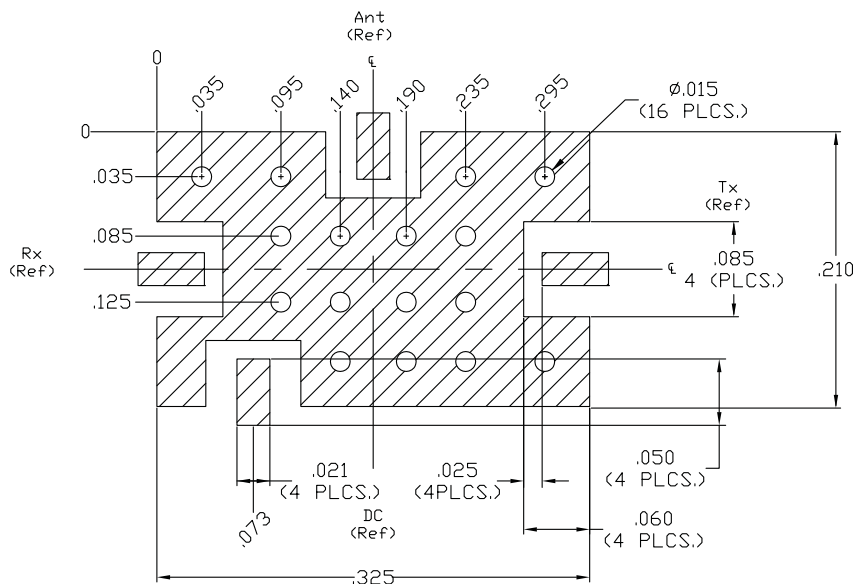 Ant
(Ref)
℄
0
.035
.095
.140
.190
.235
.295
Ø.015
(16 PLCS.)
0
.035
.085
.125
Rx
(Ref)
Tx
(Ref)
℄
.085
4 (PLCS.)
.210
.021
(4 PLCS.)
.025
(4PLCS.)
.050
(4 PLCS.)
.073
DC
(Ref)
.060
(4 PLCS.)
.325